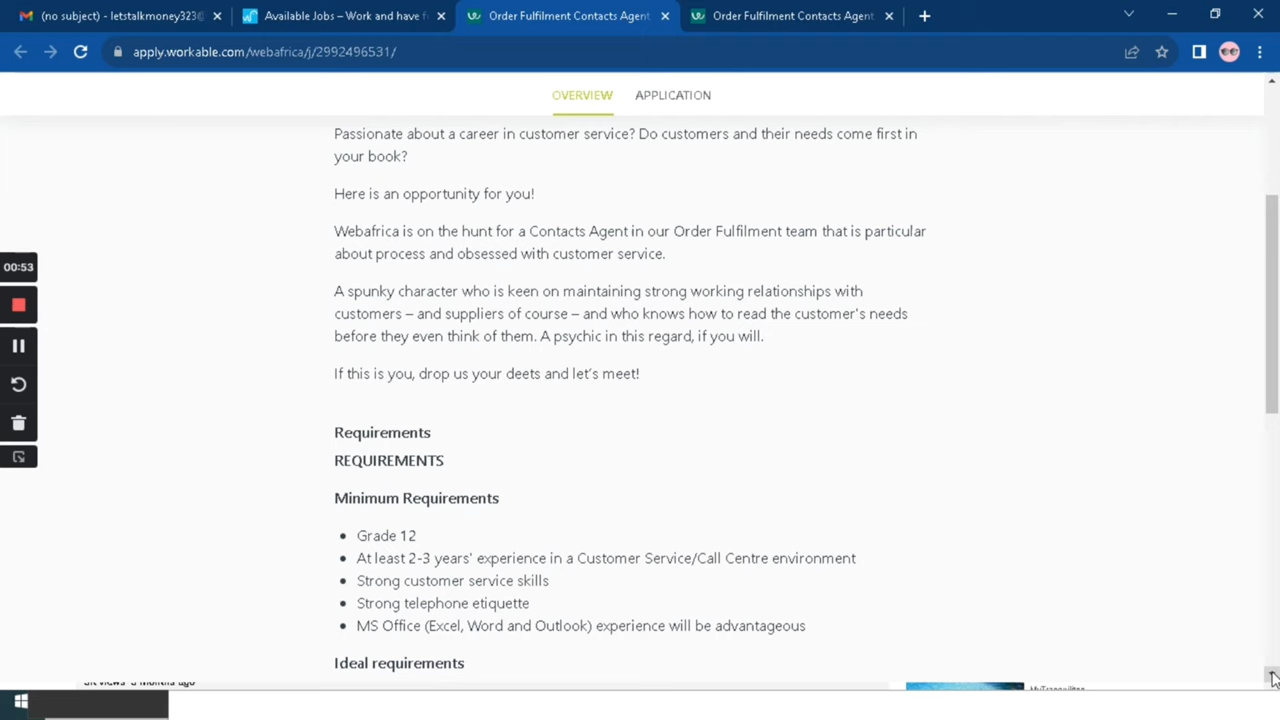 (no subject) - letstalkmoney323@
Available Jobs – Work and have f
Order Fulfilment Contacts Agent
Order Fulfilment Contacts Agent
apply.workable.com/webafrica/j/2992496531/
OVERVIEW
APPLICATION
Passionate about a career in customer service? Do customers and their needs come first in
your book?
Here is an opportunity for you!
Webafrica is on the hunt for a Contacts Agent in our Order Fulfilment team that is particular
about process and obsessed with customer service.
00:53
A spunky character who is keen on maintaining strong working relationships with
customers – and suppliers of course – and who knows how to read the customer's needs
before they even think of them. A psychic in this regard, if you will.
If this is you, drop us your deets and let's meet!
Requirements
REQUIREMENTS
Minimum Requirements
• Grade 12
• At least 2-3 years' experience in a Customer Service/Call Centre environment
• Strong customer service skills
• Strong telephone etiquette
• MS Office (Excel, Word and Outlook) experience will be advantageous
Ideal requirements
views
months ago